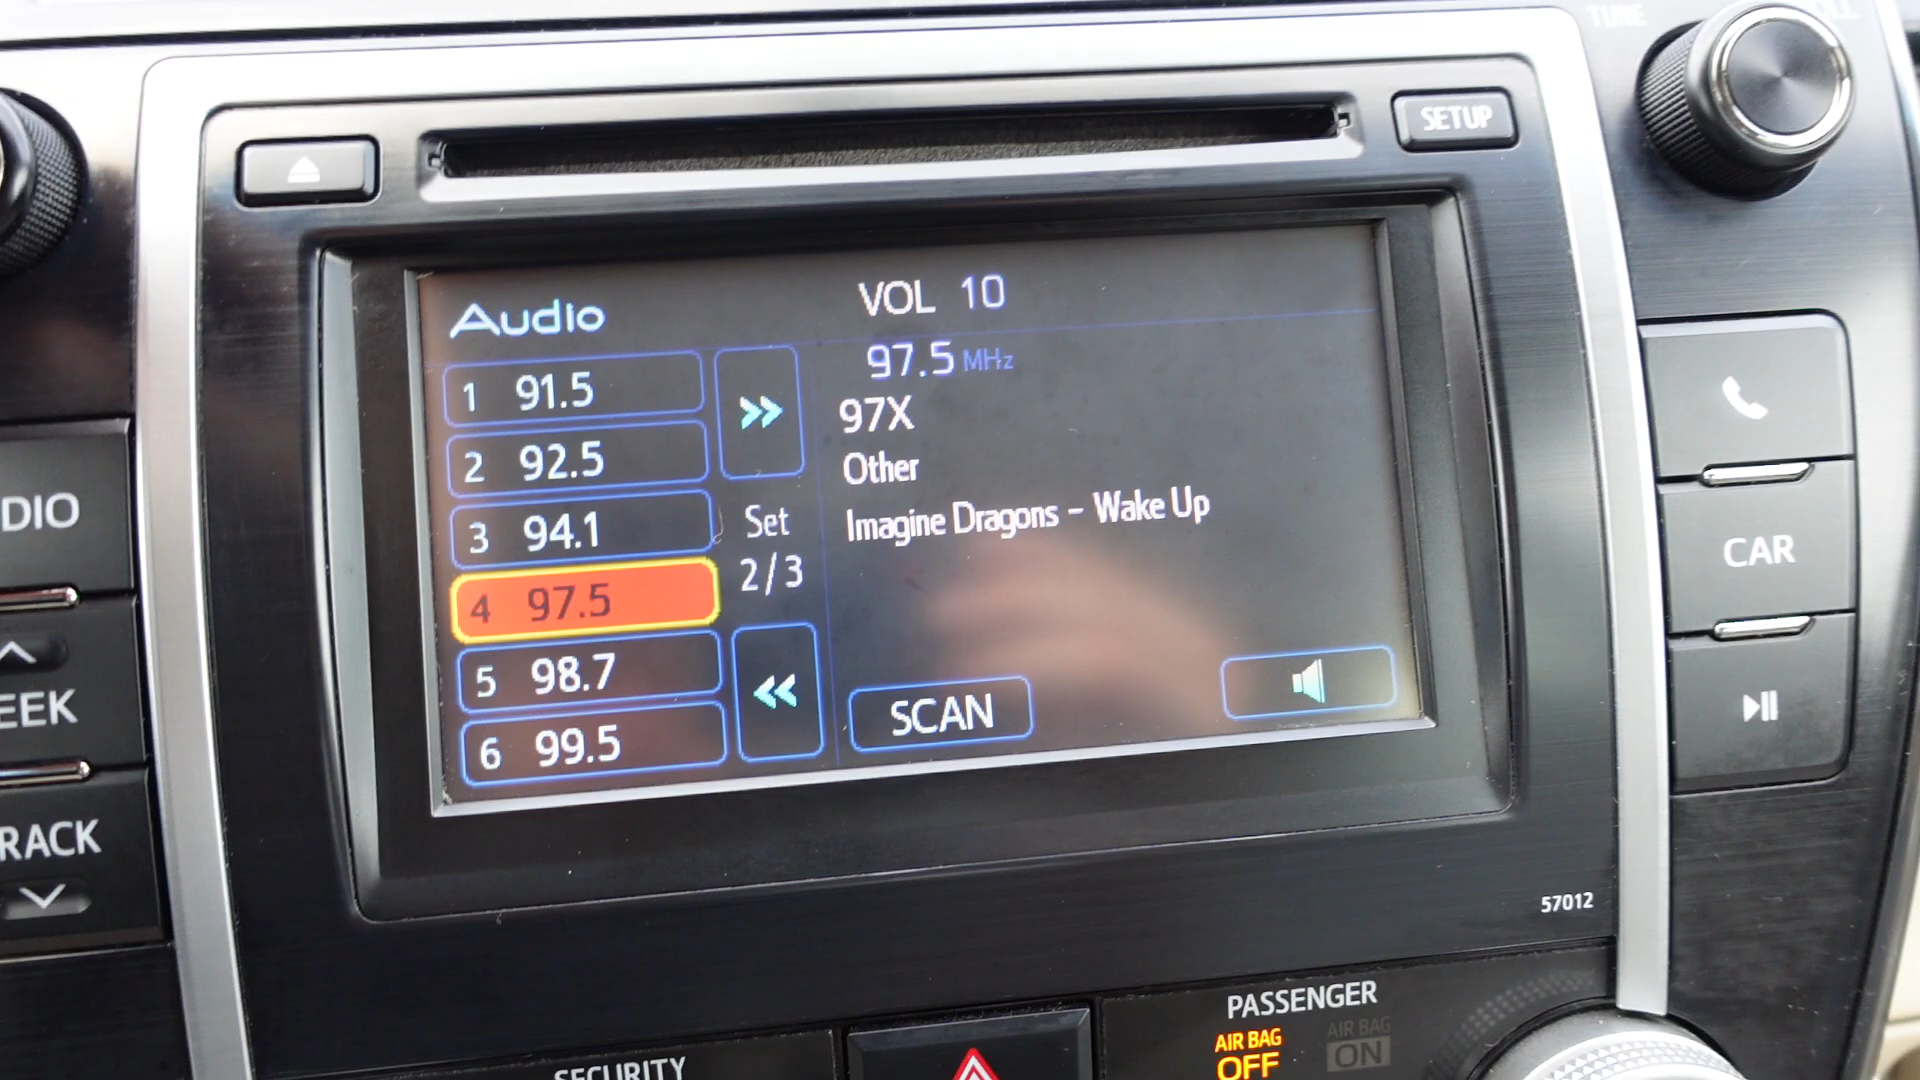 TUNE
SETUP
Audio
VOL 10
1 91.5
2 92.5
3 94.1
4 97.5
5 98.7
6 99.5
Set
2/3
97.5 MHz
97X
Other
Imagine Dragons - Wake Up
SCAN
DIO
EEK
RACK
CAR
57012
PASSENGER
AIR BAG
OFF
AIR BAG
ON
SECURITY